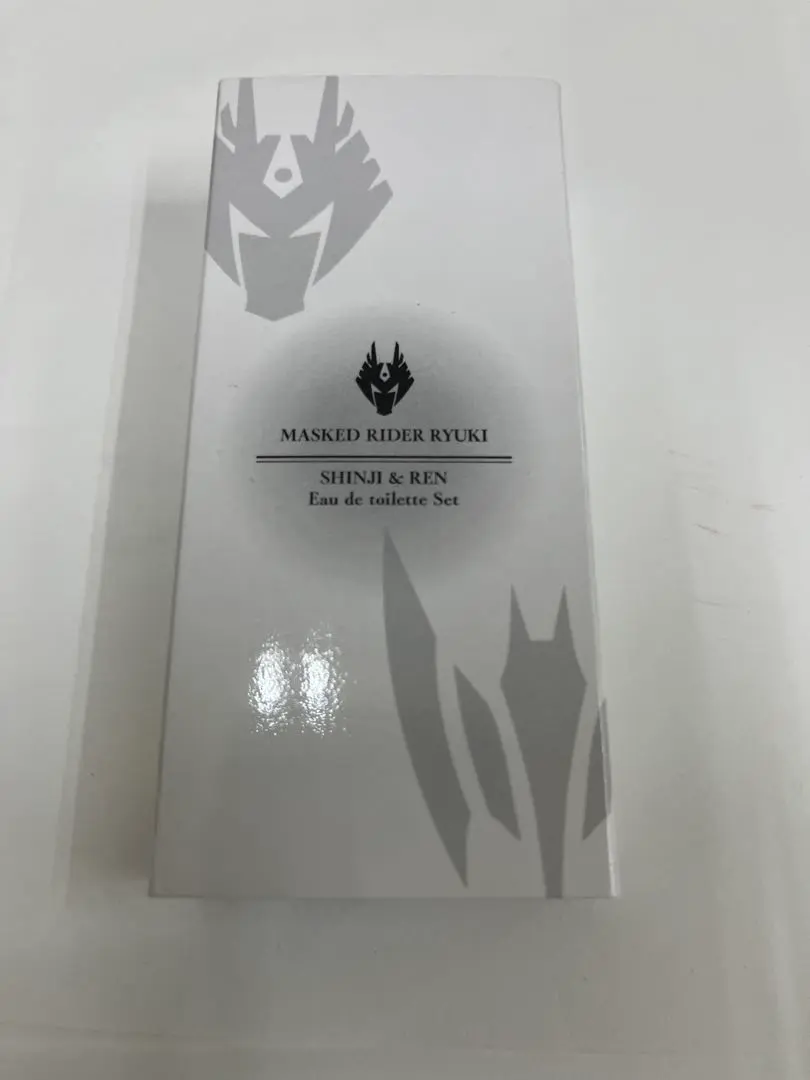 MASKED RIDER RYUKI
SHINJI & REN
Eau de toilette Set